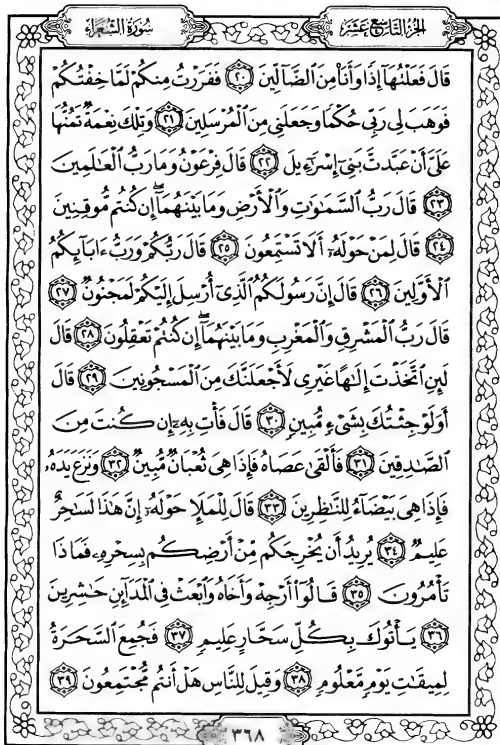 الجزء التاسع عشر
سورة الشعراء
قَالَ فَعَلْتُهَآ إِذًا وَأَنَا۠ مِنَ ٱلضَّآلِّينَ ٢٠ فَفَرَرْتُ مِنكُمْ لَمَّا خِفْتُكُمْ
فَوَهَبَ لِى رَبِّى حُكْمًا وَجَعَلَنِى مِنَ ٱلْمُرْسَلِينَ ٢١ وَتِلْكَ نِعْمَةٌ تَمُنُّهَا
عَلَىَّ أَنْ عَبَّدتَّ بَنِىٓ إِسْرَٰٓءِيلَ ٢٢ قَالَ فِرْعَوْنُ وَمَا رَبُّ ٱلْعَٰلَمِينَ
٢٣ قَالَ رَبُّ ٱلسَّمَٰوَٰتِ وَٱلْأَرْضِ وَمَا بَيْنَهُمَآ ۖ إِن كُنتُم مُّوقِنِينَ
٢٤ قَالَ لِمَنْ حَوْلَهُۥٓ أَلَا تَسْتَمِعُونَ ٢٥ قَالَ رَبُّكُمْ وَرَبُّ ءَابَآئِكُمُ
ٱلْأَوَّلِينَ ٢٦ قَالَ إِنَّ رَسُولَكُمُ ٱلَّذِىٓ أُرْسِلَ إِلَيْكُمْ لَمَجْنُونٌ ٢٧
قَالَ رَبُّ ٱلْمَشْرِقِ وَٱلْمَغْرِبِ وَمَا بَيْنَهُمَآ ۖ إِن كُنتُمْ تَعْقِلُونَ ٢٨ قَالَ
لَئِنِ ٱتَّخَذْتَ إِلَٰهًا غَيْرِى لَأَجْعَلَنَّكَ مِنَ ٱلْمَسْجُونِينَ ٢٩ قَالَ
أَوَلَوْ جِئْتُكَ بِشَىْءٍ مُّبِينٍ ٣٠ قَالَ فَأْتِ بِهِۦٓ إِن كُنتَ مِنَ
ٱلصَّٰدِقِينَ ٣١ فَأَلْقَىٰ عَصَاهُ فَإِذَا هِىَ ثُعْبَانٌ مُّبِينٌ ٣٢ وَنَزَعَ يَدَهُۥ
فَإِذَا هِىَ بَيْضَآءُ لِلنَّٰظِرِينَ ٣٣ قَالَ لِلْمَلَإِ حَوْلَهُۥٓ إِنَّ هَٰذَا لَسَٰحِرٌ
عَلِيمٌ ٣٤ يُرِيدُ أَن يُخْرِجَكُم مِّنْ أَرْضِكُم بِسِحْرِهِۦ فَمَاذَا
تَأْمُرُونَ ٣٥ قَالُوٓا۟ أَرْجِهْ وَأَخَاهُ وَٱبْعَثْ فِى ٱلْمَدَآئِنِ حَٰشِرِينَ
٣٦ يَأْتُوكَ بِكُلِّ سَحَّارٍ عَلِيمٍ ٣٧ فَجُمِعَ ٱلسَّحَرَةُ
لِمِيقَٰتِ يَوْمٍ مَّعْلُومٍ ٣٨ وَقِيلَ لِلنَّاسِ هَلْ أَنتُم مُّجْتَمِعُونَ ٣٩
٣٦٨